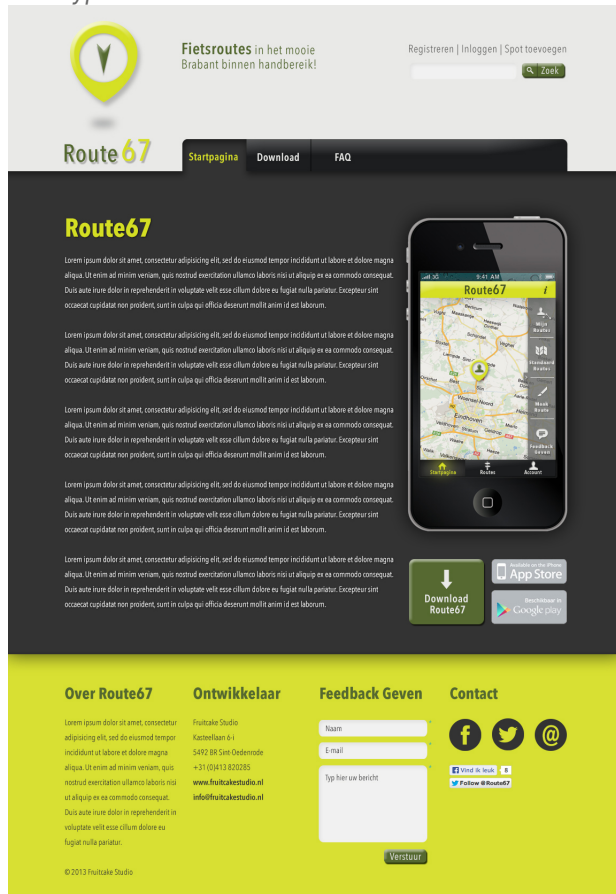 Fietsroutes in het mooie
Brabant binnen handbereik!
Registreren | Inloggen | Spot toevoegen
Zoek
Route 67
Startpagina
Download
FAQ
Route67
Lorem ipsum dolor sit amet, consectetur adipisicing elit, sed do eiusmod tempor incididunt ut labore et dolore magna
aliqua. Ut enim ad minim veniam, quis nostrud exercitation ullamco laboris nisi ut aliquip ex ea commodo consequat.
Duis aute irure dolor in reprehenderit in voluptate velit esse cillum dolore eu fugiat nulla pariatur. Excepteur sint
occaecat cupidatat non proident, sunt in culpa qui officia deserunt mollit anim id est laborum.
Lorem ipsum dolor sit amet, consectetur adipisicing elit, sed do eiusmod tempor incididunt ut labore et dolore magna
aliqua. Ut enim ad minim veniam, quis nostrud exercitation ullamco laboris nisi ut aliquip ex ea commodo consequat.
Duis aute irure dolor in reprehenderit in voluptate velit esse cillum dolore eu fugiat nulla pariatur. Excepteur sint
occaecat cupidatat non proident, sunt in culpa qui officia deserunt mollit anim id est laborum.
Lorem ipsum dolor sit amet, consectetur adipisicing elit, sed do eiusmod tempor incididunt ut labore et dolore magna
aliqua. Ut enim ad minim veniam, quis nostrud exercitation ullamco laboris nisi ut aliquip ex ea commodo consequat.
Duis aute irure dolor in reprehenderit in voluptate velit esse cillum dolore eu fugiat nulla pariatur. Excepteur sint
occaecat cupidatat non proident, sunt in culpa qui officia deserunt mollit anim id est laborum.
Lorem ipsum dolor sit amet, consectetur adipisicing elit, sed do eiusmod tempor incididunt ut labore et dolore magna
aliqua. Ut enim ad minim veniam, quis nostrud exercitation ullamco laboris nisi ut aliquip ex ea commodo consequat.
Duis aute irure dolor in reprehenderit in voluptate velit esse cillum dolore eu fugiat nulla pariatur. Excepteur sint
occaecat cupidatat non proident, sunt in culpa qui officia deserunt mollit anim id est laborum.
Lorem ipsum dolor sit amet, consectetur adipisicing elit, sed do eiusmod tempor incididunt ut labore et dolore magna
aliqua. Ut enim ad minim veniam, quis nostrud exercitation ullamco laboris nisi ut aliquip ex ea commodo consequat.
Duis aute irure dolor in reprehenderit in voluptate velit esse cillum dolore eu fugiat nulla pariatur. Excepteur sint
occaecat cupidatat non proident, sunt in culpa qui officia deserunt mollit anim id est laborum.
3G 9:41 AM
Route67 i
Mijn
Routes
Standaard
Routes
Maak
Route
Feedback
Geven
Eindhoven
Startpagina
Routes
Account
Download
Route67
Available on the iPhone
App Store
Beschikbaar in
Google play
Over Route67
Lorem ipsum dolor sit amet, consectetur
adipisicing elit, sed do eiusmod tempor
incididunt ut labore et dolore magna
aliqua. Ut enim ad minim veniam, quis
nostrud exercitation ullamco laboris nisi
ut aliquip ex ea commodo consequat.
Duis aute irure dolor in reprehenderit in
voluptate velit esse cillum dolore eu
fugiat nulla pariatur.
© 2013 Fruitcake Studio
Ontwikkelaar
Fruitcake Studio
Kasteellaan 6-i
5492 BR Sint-Oedenrode
+31 (0)413 820285
www.fruitcakestudio.nl
info@fruitcakestudio.nl
Feedback Geven
Naam
E-mail
Typ hier uw bericht
Verstuur
Contact
Vind ik leuk 8
Follow @Route67